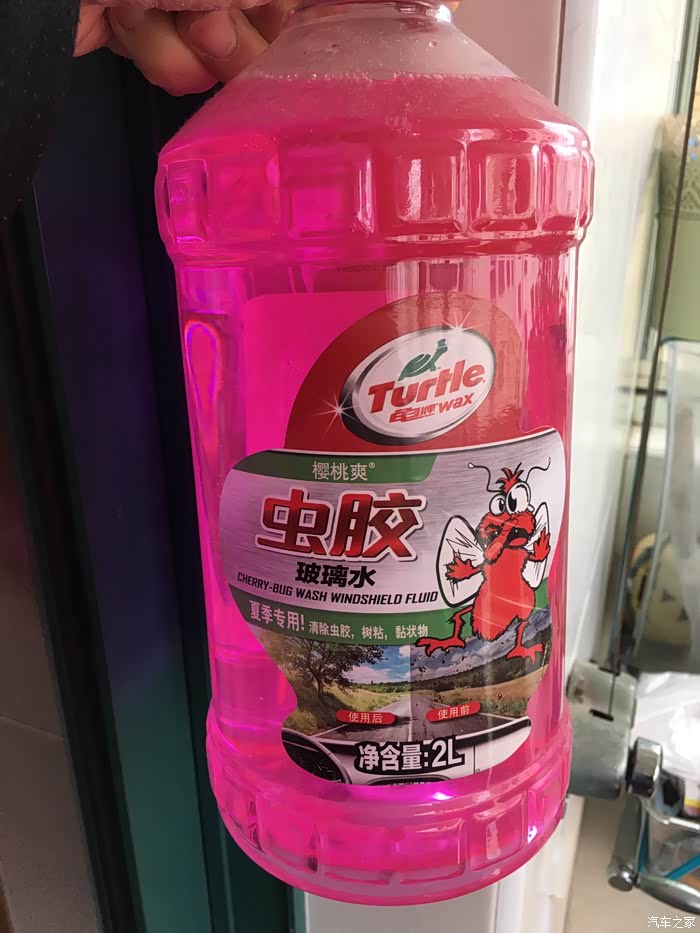 Turtle
龟牌wax
樱桃爽®
虫胶
玻璃水
CHERRY-BUG WASH WINDSHIELD FLUID
夏季专用！清除虫胶，树粘，黏状物
使用后
使用前
净含量：2L
汽车之家